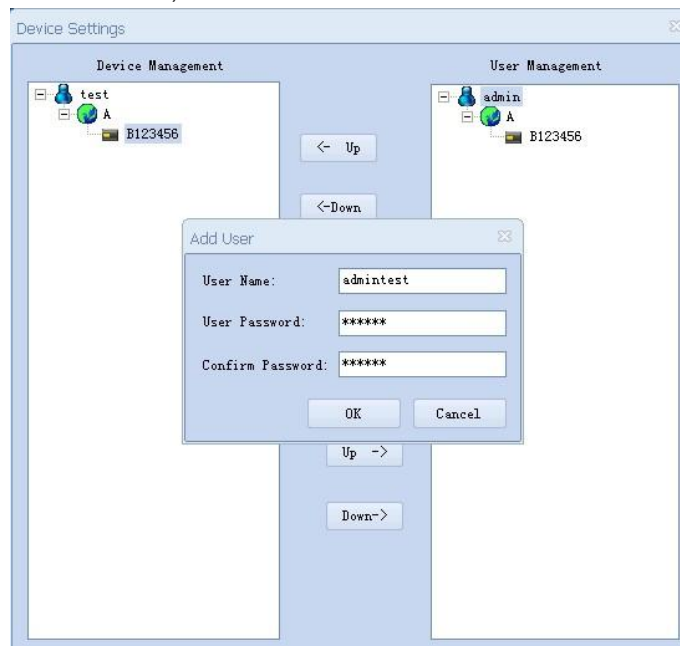 Device Settings
Device Management
User Management
test
A
B123456
admin
A
B123456
<- Up
<-Down
Add User
User Name:
admintest
User Password:
******
Confirm Password:
******
OK
Cancel
Up ->
Down->